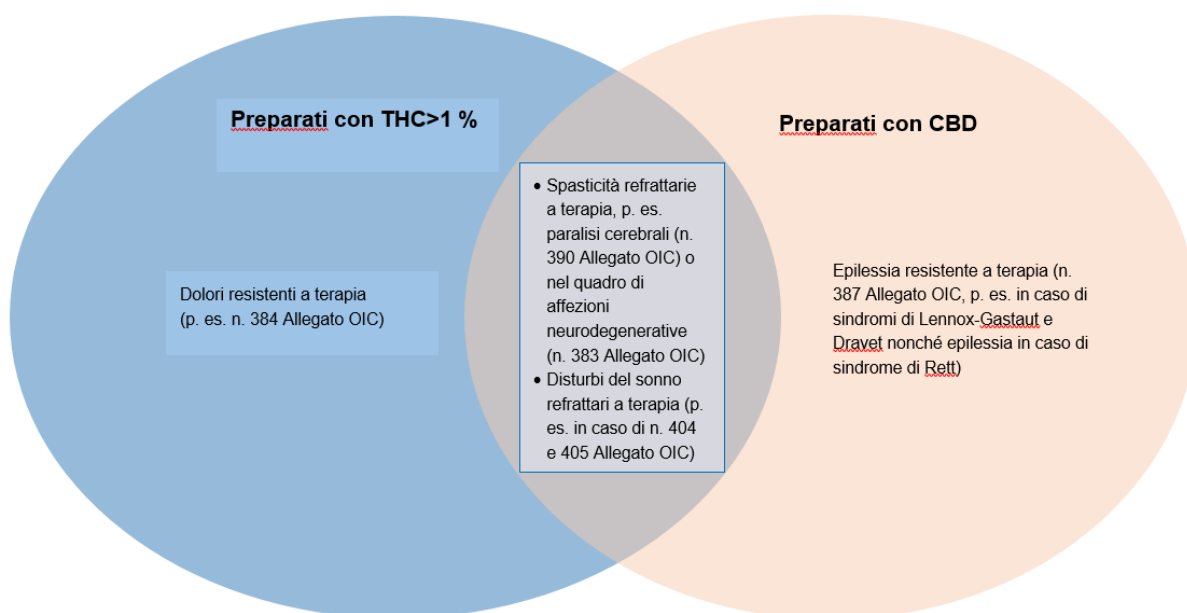 Preparati con THC>1 %
Preparati con CBD
Dolori resistenti a terapia
(p. es. n. 384 Allegato OIC)
• Spasticità refrattarie
a terapia, p. es.
paralisi cerebrali (n.
390 Allegato OIC) o
nel quadro di
affezioni
neurodegenerative
(n. 383 Allegato OIC)
• Disturbi del sonno
refrattari a terapia (p.
es. in caso di n. 404
e 405 Allegato OIC)
Epilessia resistente a terapia (n.
387 Allegato OIC, p. es. in caso di
sindromi di Lennox-Gastaut e
Dravet nonché epilessia in caso di
sindrome di Rett)